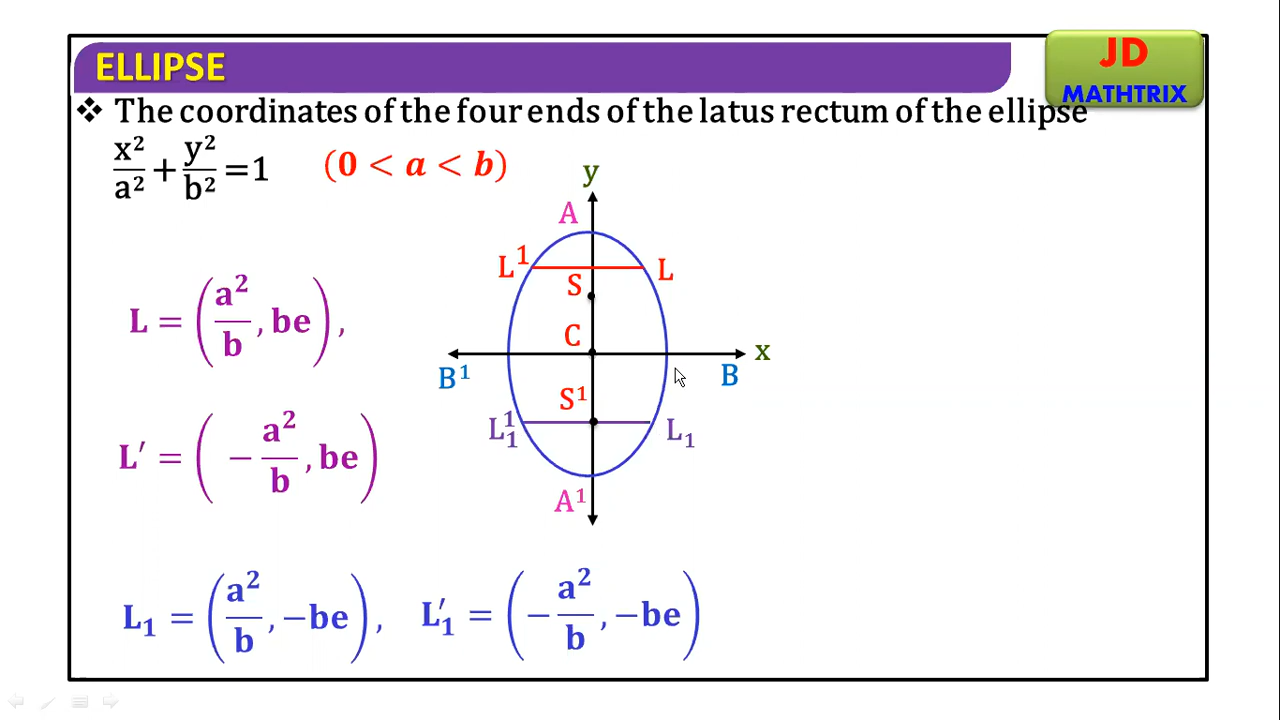 ELLIPSE
JD
MATHTRIX
❖ The coordinates of the four ends of the latus rectum of the ellipse
x²/a² + y²/b² = 1 (0 < a < b)
y
A
L¹ L
S
C
x
B¹ B
S¹
L₁¹ L₁
A¹
L = (a²/b, be),
L′ = ( −a²/b, be)
L₁ = (a²/b, −be), L₁′ = (−a²/b, −be)